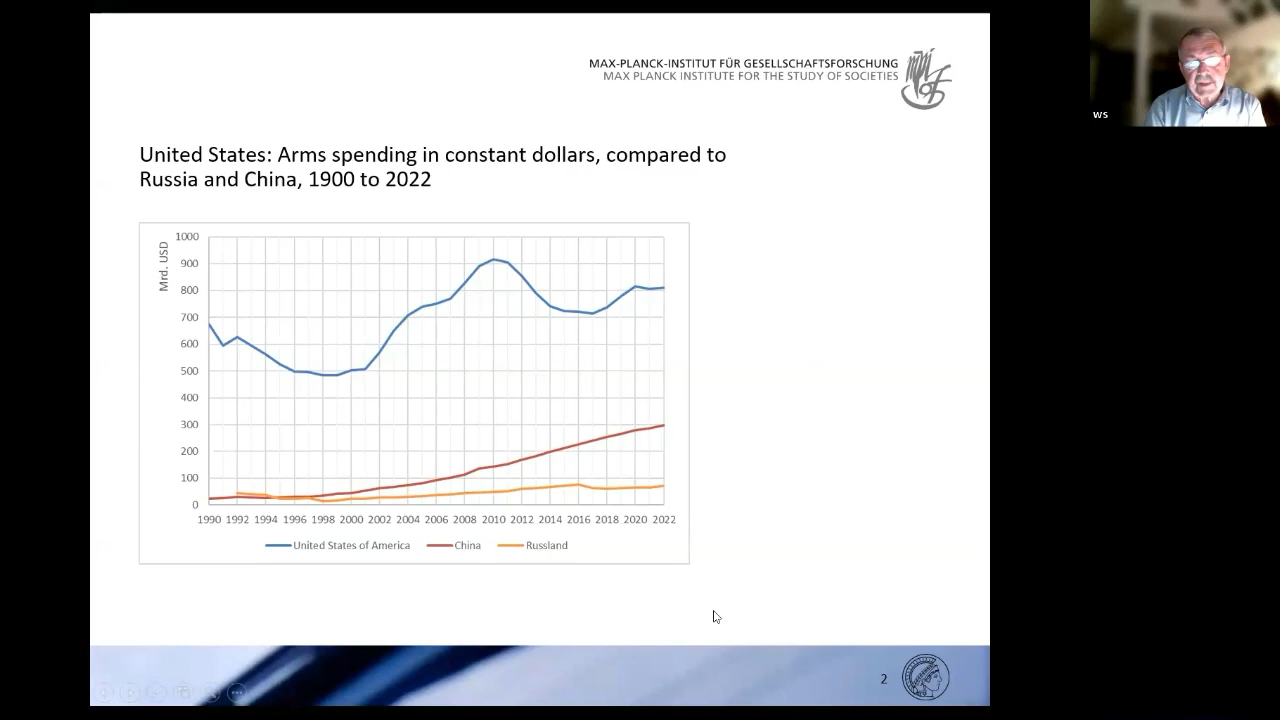 MAX-PLANCK-INSTITUT FÜR GESELLSCHAFTSFORSCHUNG
MAX PLANCK INSTITUTE FOR THE STUDY OF SOCIETIES
ws
United States: Arms spending in constant dollars, compared to
Russia and China, 1900 to 2022
Mrd. USD
1000
900
800
700
600
500
400
300
200
100
0
1990 1992 1994 1996 1998 2000 2002 2004 2006 2008 2010 2012 2014 2016 2018 2020 2022
United States of America China Russland
2